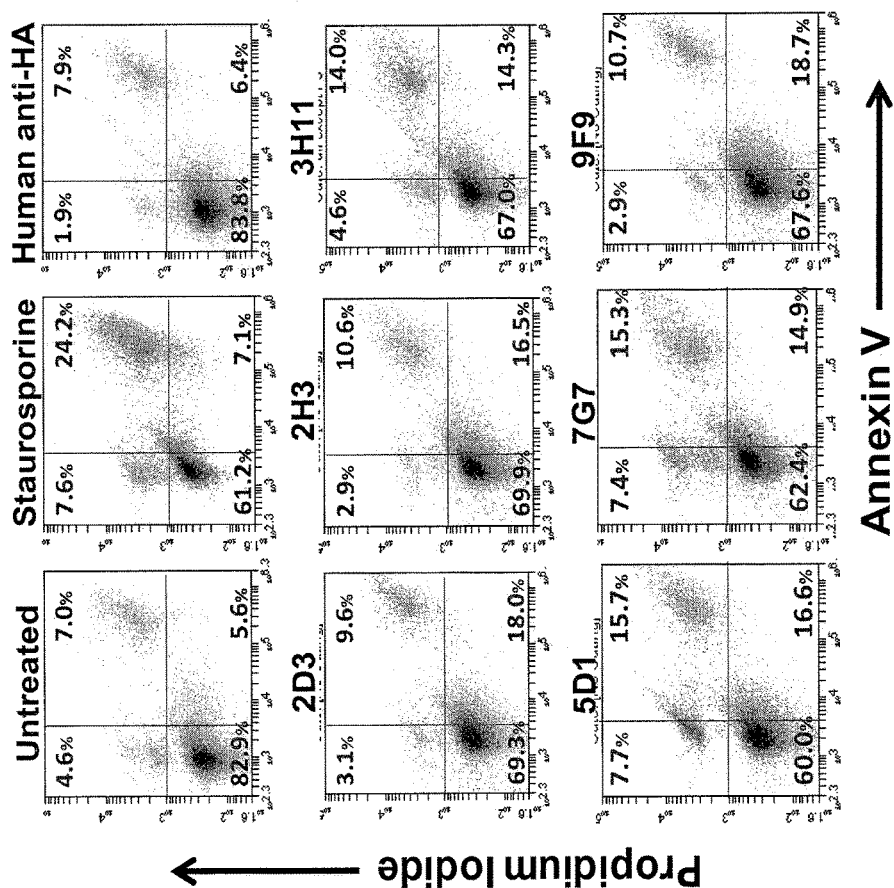 Untreated Staurosporine Human anti-HA
4.6% 7.0% 7.6% 24.2% 1.9% 7.9%
82.9% 5.6% 61.2% 7.1% 83.8% 6.4%
2D3 2H3 3H11
3.1% 9.6% 2.9% 10.6% 4.6% 14.0%
69.3% 18.0% 69.9% 16.5% 67.0% 14.3%
5D1 7G7 9F9
7.7% 15.7% 7.4% 15.3% 2.9% 10.7%
60.0% 16.6% 62.4% 14.9% 67.6% 18.7%
Propidium Iodide
Annexin V